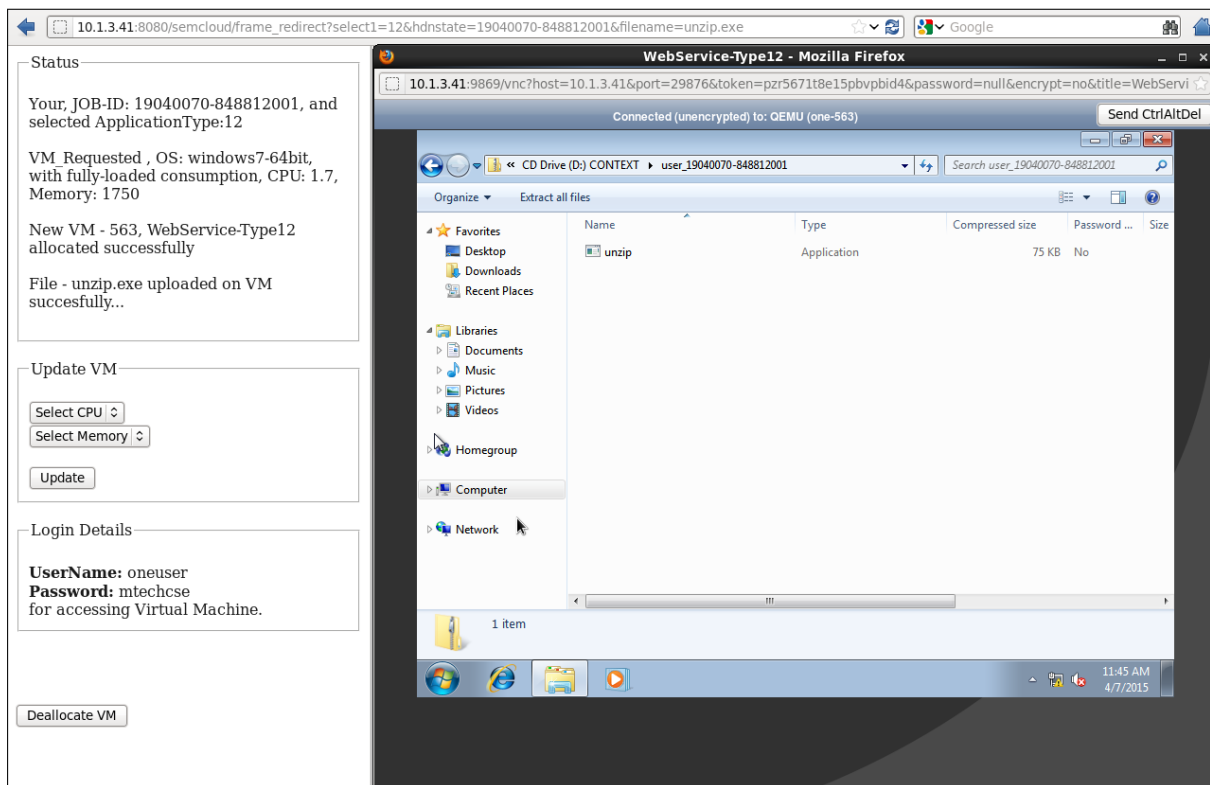 10.1.3.41:8080/semcloud/frame_redirect?select1=12&hdnstate=19040070-848812001&filename=unzip.exe
Google
Status
Your, JOB-ID: 19040070-848812001, and
selected ApplicationType:12
VM_Requested , OS: windows7-64bit,
with fully-loaded consumption, CPU: 1.7,
Memory: 1750
New VM - 563, WebService-Type12
allocated successfully
File - unzip.exe uploaded on VM
succesfully...
Update VM
Select CPU
Select Memory
Update
Login Details
UserName: oneuser
Password: mtechcse
for accessing Virtual Machine.
Deallocate VM
WebService-Type12 - Mozilla Firefox
10.1.3.41:9869/vnc?host=10.1.3.41&port=29876&token=pzr5671t8e15pbvpbid4&password=null&encrypt=no&title=WebServi
Connected (unencrypted) to: QEMU (one-563)
Send CtrlAltDel
« CD Drive (D:) CONTEXT user_19040070-848812001
Search user_19040070-848812001
Organize Extract all files
Name Type Compressed size Password ... Size
unzip Application 75 KB No
Favorites
Desktop
Downloads
Recent Places
Libraries
Documents
Music
Pictures
Videos
Homegroup
Computer
Network
1 item
11:45 AM
4/7/2015